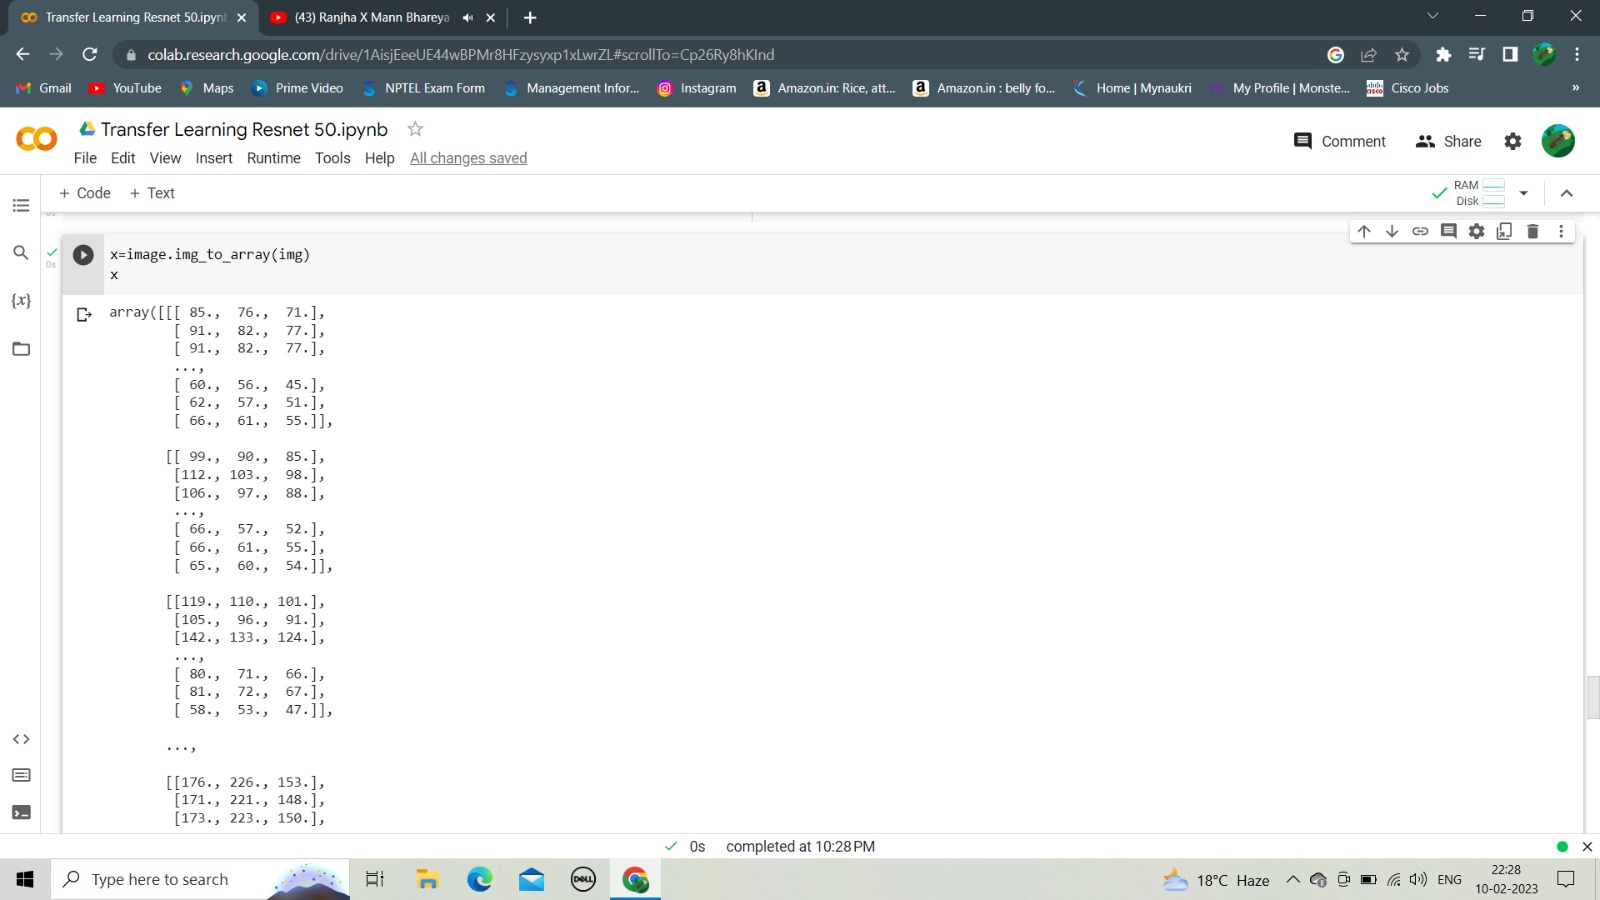 Transfer Learning Resnet 50.ipynb
(43) Ranjha X Mann Bhareya
colab.research.google.com/drive/1AisjEeeUE44wBPMr8HFzysyxp1xLwrZL#scrollTo=Cp26Ry8hKInd
Gmail YouTube Maps Prime Video NPTEL Exam Form Management Infor... Instagram Amazon.in: Rice, att... Amazon.in : belly fo... Home | Mynaukri My Profile | Monste... Cisco Jobs »
Transfer Learning Resnet 50.ipynb
Comment Share
File Edit View Insert Runtime Tools Help All changes saved
+ Code + Text
RAM
Disk
0s
x=image.img_to_array(img)
x
array([[[ 85., 76., 71.],
[ 91., 82., 77.],
[ 91., 82., 77.],
...,
[ 60., 56., 45.],
[ 62., 57., 51.],
[ 66., 61., 55.]],
[[ 99., 90., 85.],
[112., 103., 98.],
[106., 97., 88.],
...,
[ 66., 57., 52.],
[ 66., 61., 55.],
[ 65., 60., 54.]],
[[119., 110., 101.],
[105., 96., 91.],
[142., 133., 124.],
...,
[ 80., 71., 66.],
[ 81., 72., 67.],
[ 58., 53., 47.]],
...,
[[176., 226., 153.],
[171., 221., 148.],
[173., 223., 150.],
0s completed at 10:28 PM
Type here to search
DELL
18°C Haze
ENG
22:28
10-02-2023